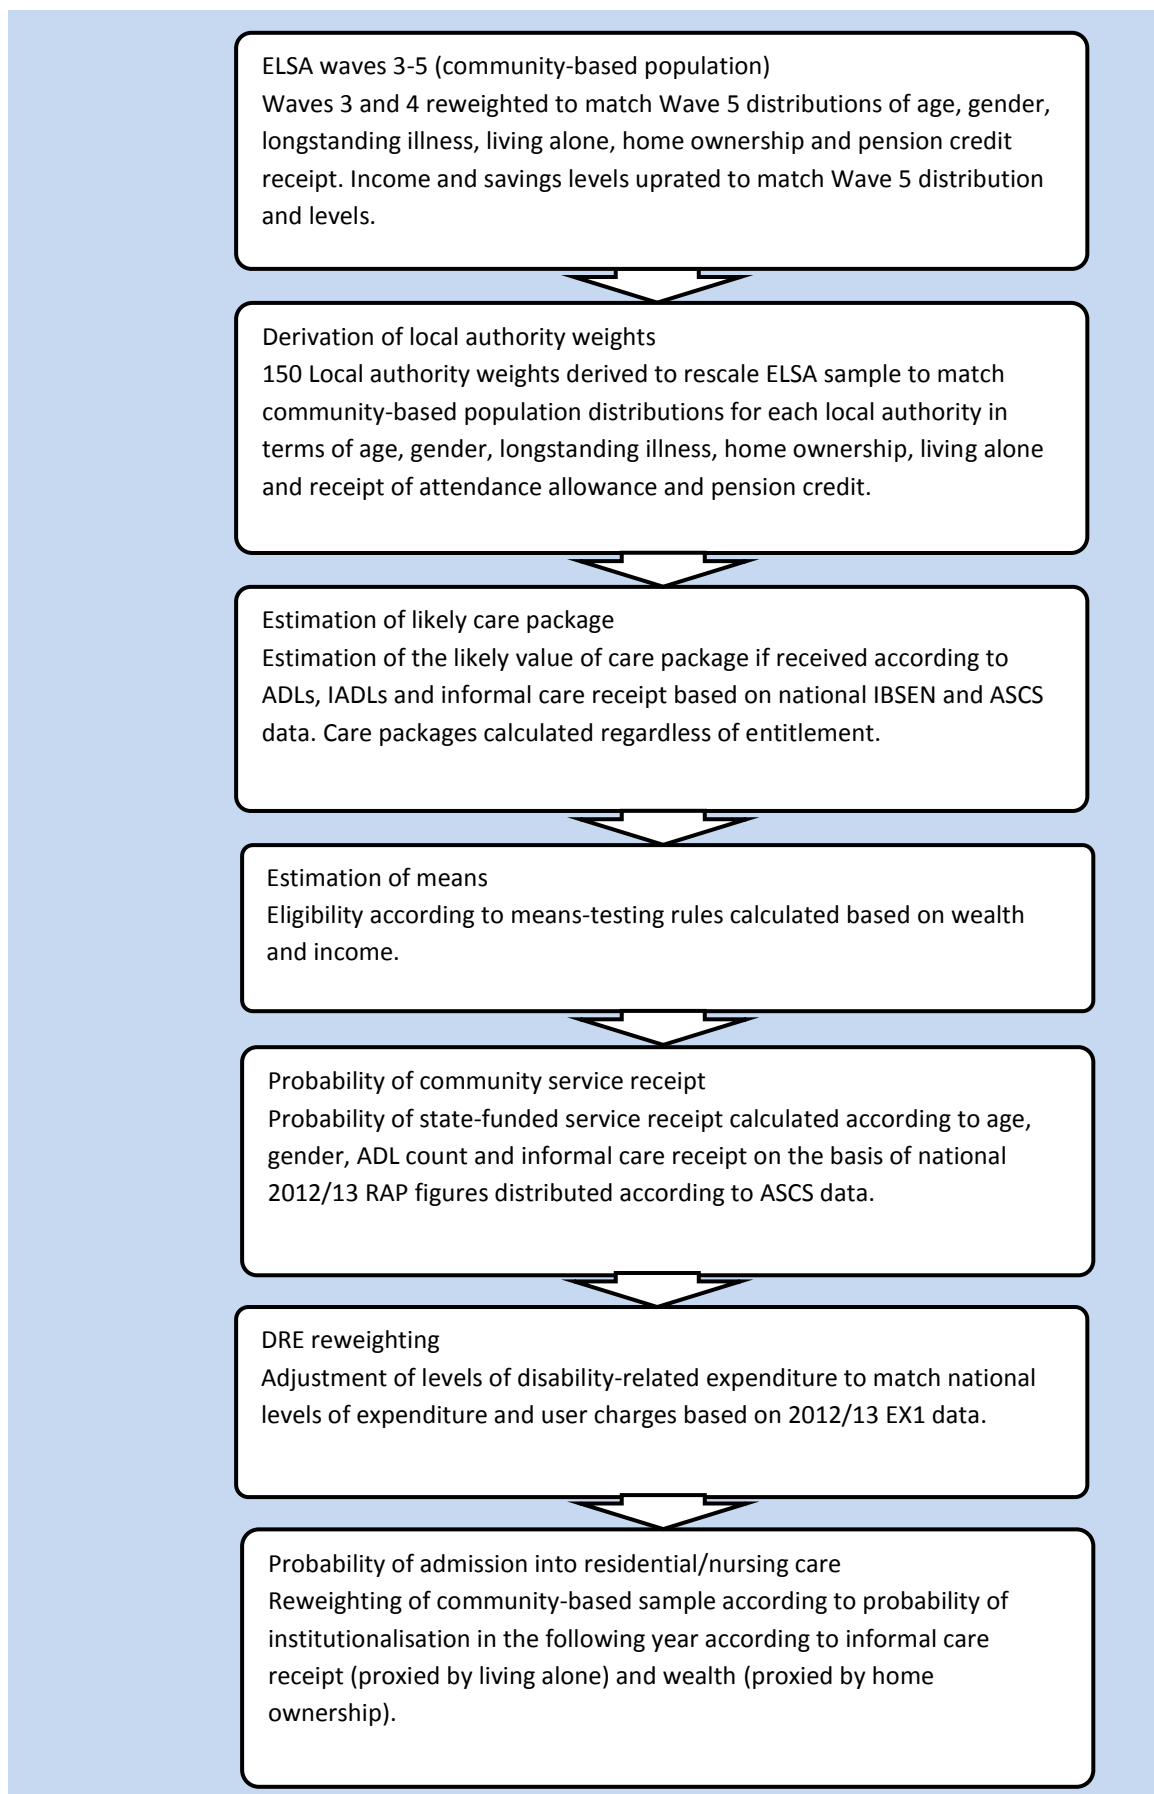 ELSA waves 3-5 (community-based population)
Waves 3 and 4 reweighted to match Wave 5 distributions of age, gender,
longstanding illness, living alone, home ownership and pension credit
receipt. Income and savings levels uprated to match Wave 5 distribution
and levels.
Derivation of local authority weights
150 Local authority weights derived to rescale ELSA sample to match
community-based population distributions for each local authority in
terms of age, gender, longstanding illness, home ownership, living alone
and receipt of attendance allowance and pension credit.
Estimation of likely care package
Estimation of the likely value of care package if received according to
ADLs, IADLs and informal care receipt based on national IBSEN and ASCS
data. Care packages calculated regardless of entitlement.
Estimation of means
Eligibility according to means-testing rules calculated based on wealth
and income.
Probability of community service receipt
Probability of state-funded service receipt calculated according to age,
gender, ADL count and informal care receipt on the basis of national
2012/13 RAP figures distributed according to ASCS data.
DRE reweighting
Adjustment of levels of disability-related expenditure to match national
levels of expenditure and user charges based on 2012/13 EX1 data.
Probability of admission into residential/nursing care
Reweighting of community-based sample according to probability of
institutionalisation in the following year according to informal care
receipt (proxied by living alone) and wealth (proxied by home
ownership).